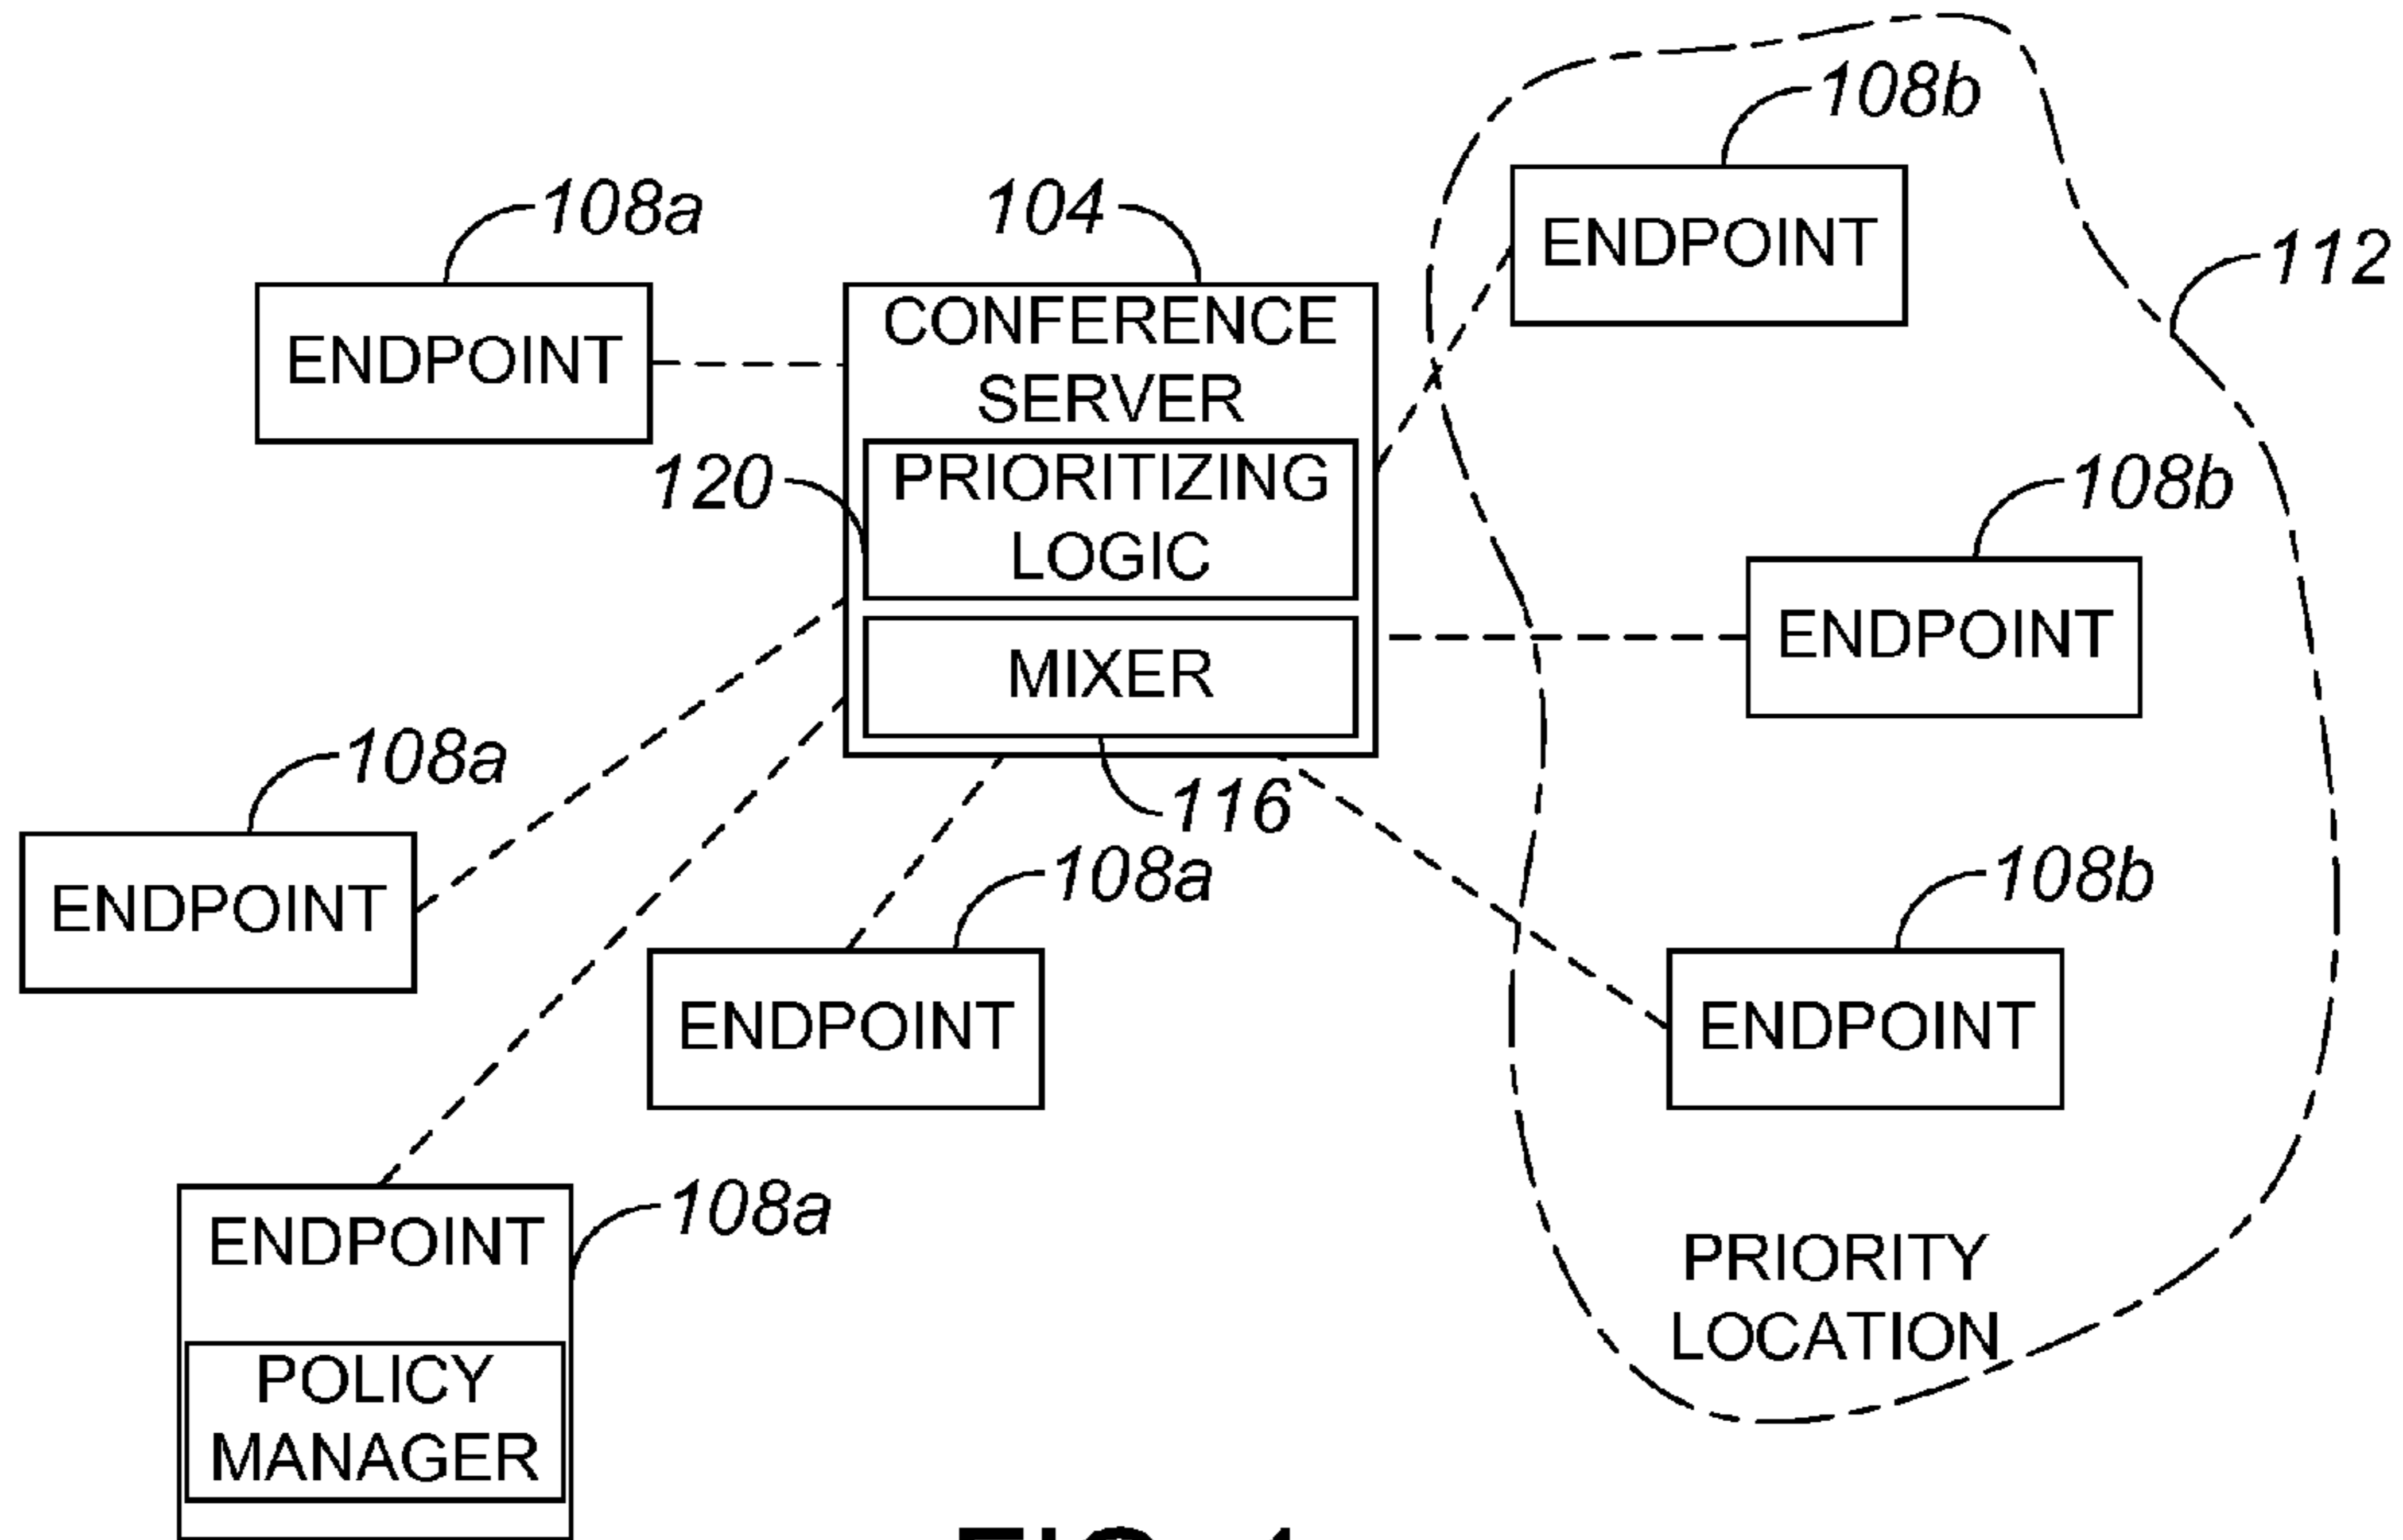 108b
108a
104
112
ENDPOINT
CONFERENCE
SERVER
ENDPOINT
120
PRIORITIZING
LOGIC
108b
MIXER
ENDPOINT
108a
116
108a
108b
ENDPOINT
ENDPOINT
ENDPOINT
108a
ENDPOINT
PRIORITY
LOCATION
POLICY
MANAGER